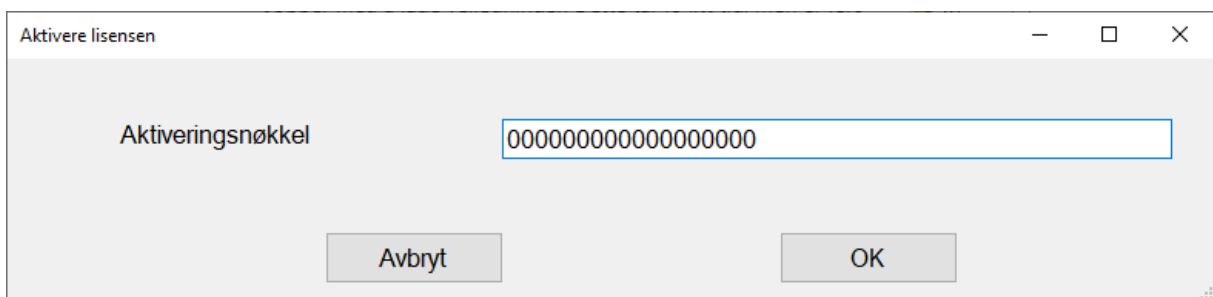 Aktivere lisensen
Aktiveringsnøkkel
000000000000000000
Avbryt
OK